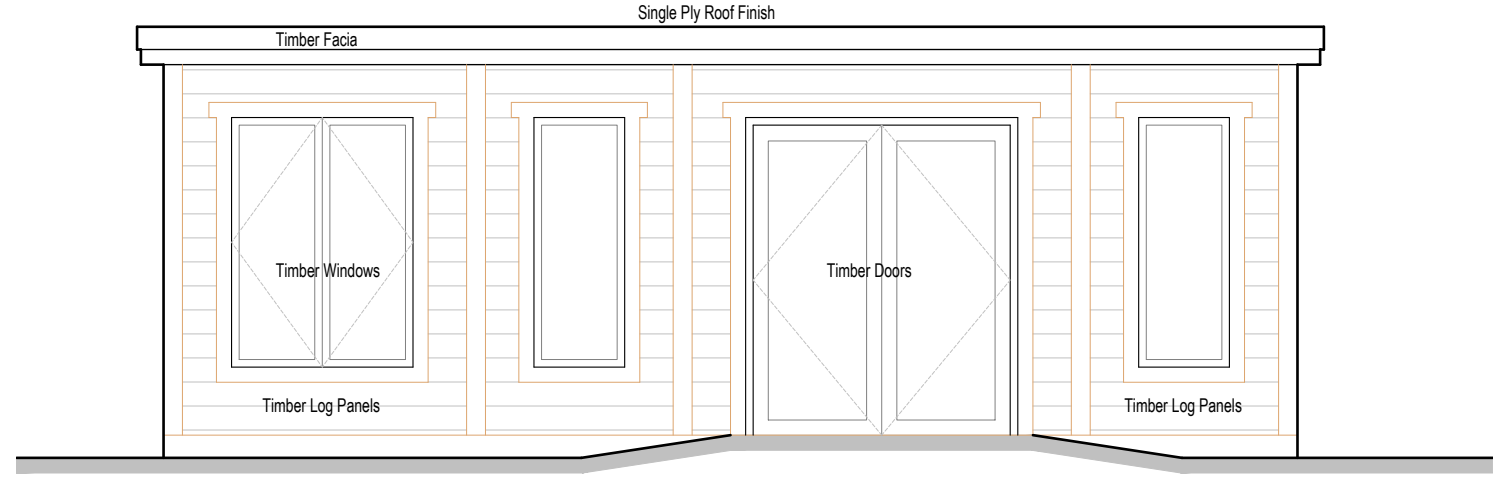 Single Ply Roof Finish
Timber Facia
Timber Windows
Timber Doors
Timber Log Panels
Timber Log Panels